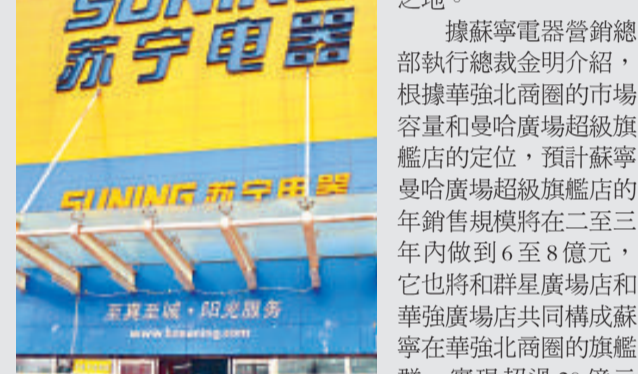 SUNING
苏宁电器
SUNING 苏宁电器
至真至诚·阳光服务
之地。
據蘇寧電器營銷總
部執行總裁金明介紹，
根據華強北商圈的市場
容量和曼哈廣場超級旗
艦店的定位，預計蘇寧
曼哈廣場超級旗艦店的
年銷售規模將在二至三
年內做到6至8億元，
它也將和群星廣場店和
華強廣場店共同構成蘇
寧在華強北商圈的旗艦